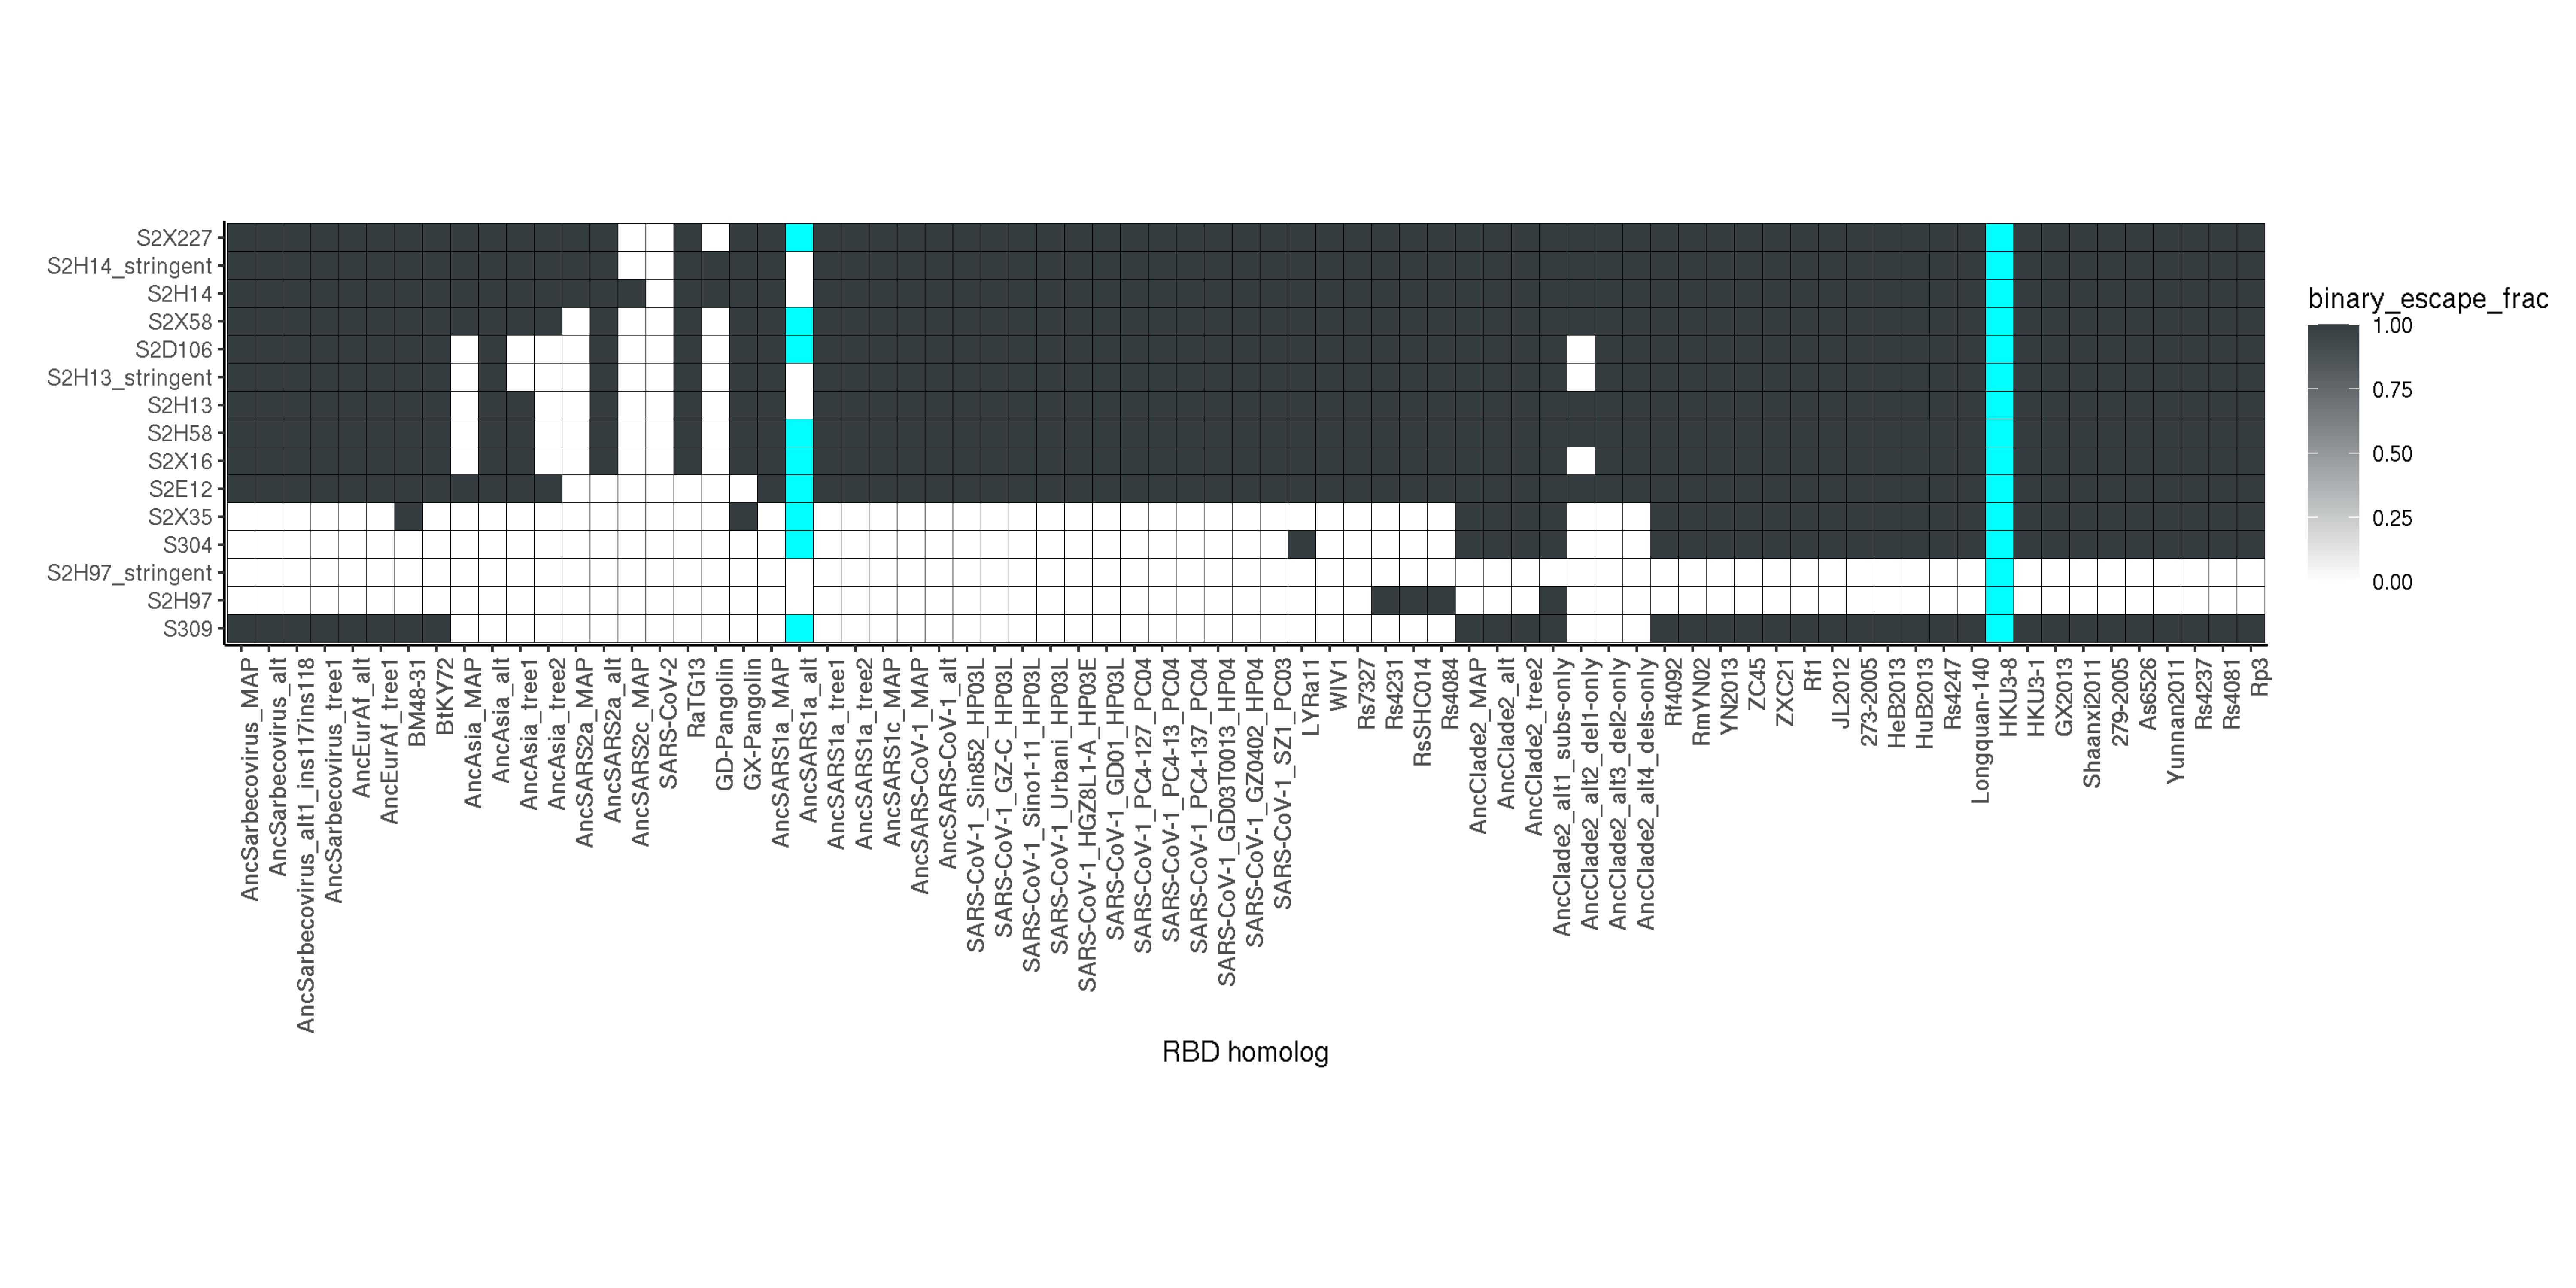 S2X227
S2H14_stringent
S2H14
S2X58
S2D106
S2H13_stringent
S2H13
S2H58
S2X16
S2E12
S2X35
S304
S2H97_stringent
S2H97
S309
AncSarbecovirus_MAP
AncSarbecovirus_alt
AncSarbecovirus_alt1_ins117ins118
AncSarbecovirus_tree1
AncEurAf_alt
AncEurAf_tree1
BM48-31
BtKY72
AncAsia_MAP
AncAsia_alt
AncAsia_tree1
AncAsia_tree2
AncSARS2a_MAP
AncSARS2a_alt
AncSARS2c_MAP
SARS-CoV-2
RaTG13
GD-Pangolin
GX-Pangolin
AncSARS1a_MAP
AncSARS1a_alt
AncSARS1a_tree1
AncSARS1a_tree2
AncSARS1c_MAP
AncSARS-CoV-1_MAP
AncSARS-CoV-1_alt
SARS-CoV-1_Sin852_HP03L
SARS-CoV-1_GZ-C_HP03L
SARS-CoV-1_Sino1-11_HP03L
SARS-CoV-1_Urbani_HP03L
SARS-CoV-1_HGZ8L1-A_HP03E
SARS-CoV-1_GD01_HP03L
SARS-CoV-1_PC4-127_PC04
SARS-CoV-1_PC4-13_PC04
SARS-CoV-1_PC4-137_PC04
SARS-CoV-1_GD03T0013_HP04
SARS-CoV-1_GZ0402_HP04
SARS-CoV-1_SZ1_PC03
LYRa11
WIV1
Rs7327
Rs4231
RsSHC014
Rs4084
AncClade2_MAP
AncClade2_alt
AncClade2_tree2
AncClade2_alt1_subs-only
AncClade2_alt2_del1-only
AncClade2_alt3_del2-only
AncClade2_alt4_dels-only
Rf4092
RmYN02
YN2013
ZC45
ZXC21
Rf1
JL2012
273-2005
HeB2013
HuB2013
Rs4247
Longquan-140
HKU3-8
HKU3-1
GX2013
Shaanxi2011
279-2005
As6526
Yunnan2011
Rs4237
Rs4081
Rp3
RBD homolog
binary_escape_frac
1.00
0.75
0.50
0.25
0.00